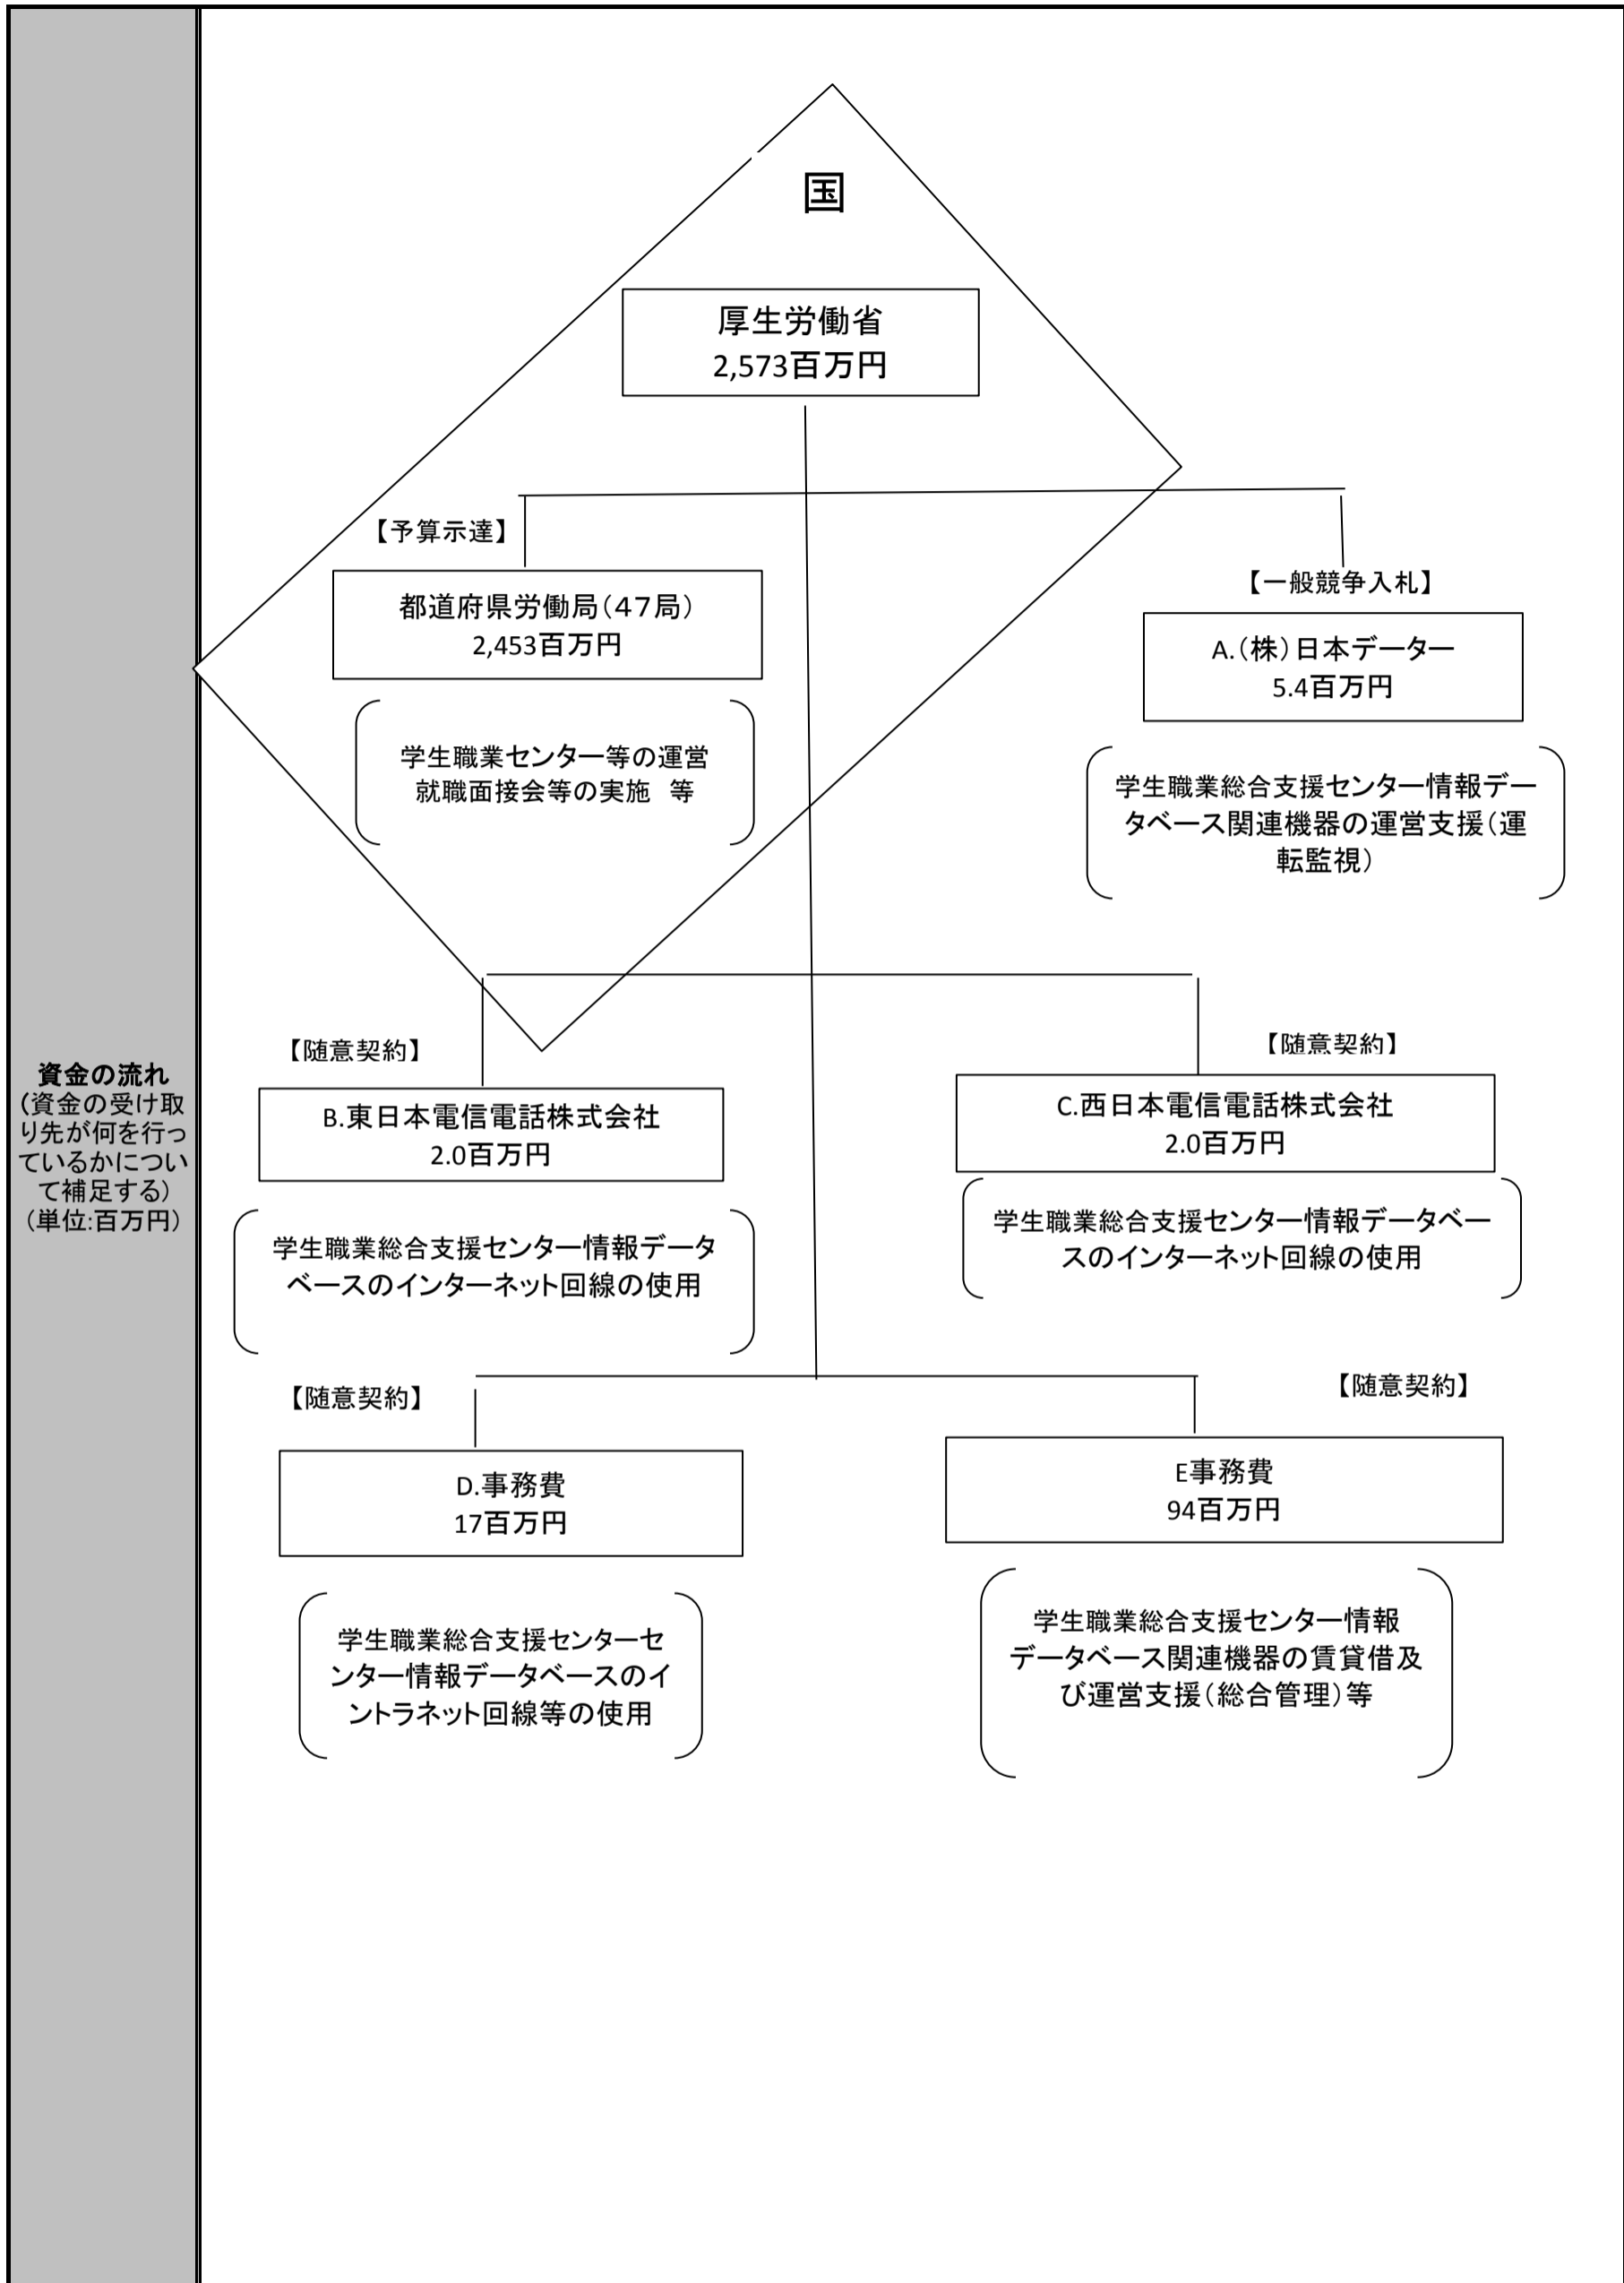 国
厚生労働省
2,573百万円
【予算示達】
都道府県労働局（47局）
2,453百万円
学生職業センター等の運営
就職面接会等の実施　等
【一般競争入札】
A.（株）日本データー
5.4百万円
学生職業総合支援センター情報デー
タベース関連機器の運営支援（運
転監視）
資金の流れ
（資金の受け取
り先が何を行っ
ているかについ
て補足する）
（単位:百万円）
【随意契約】
B.東日本電信電話株式会社
2.0百万円
学生職業総合支援センター情報データ
ベースのインターネット回線の使用
【随意契約】
C.西日本電信電話株式会社
2.0百万円
学生職業総合支援センター情報データベー
スのインターネット回線の使用
【随意契約】
D.事務費
17百万円
学生職業総合支援センターセ
ンター情報データベースのイ
ントラネット回線等の使用
【随意契約】
E事務費
94百万円
学生職業総合支援センター情報
データベース関連機器の賃貸借及
び運営支援（総合管理）等